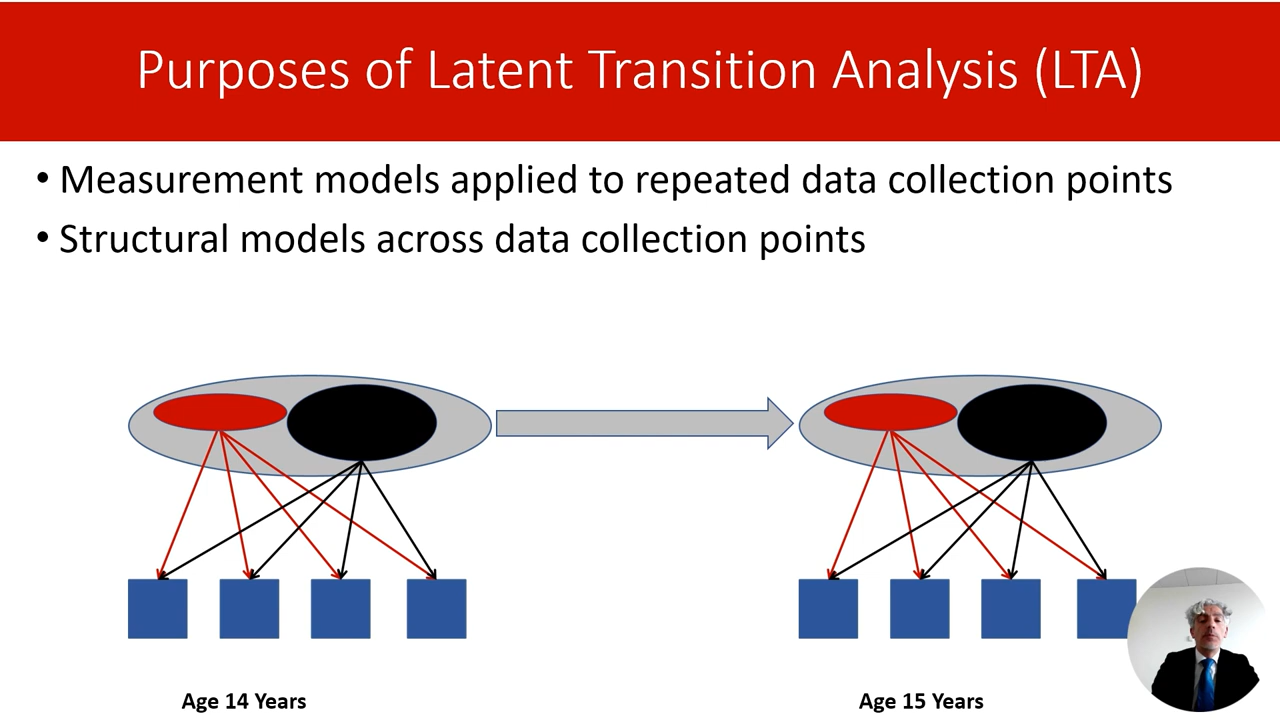 Purposes of Latent Transition Analysis (LTA)
• Measurement models applied to repeated data collection points
• Structural models across data collection points
Age 14 Years
Age 15 Years